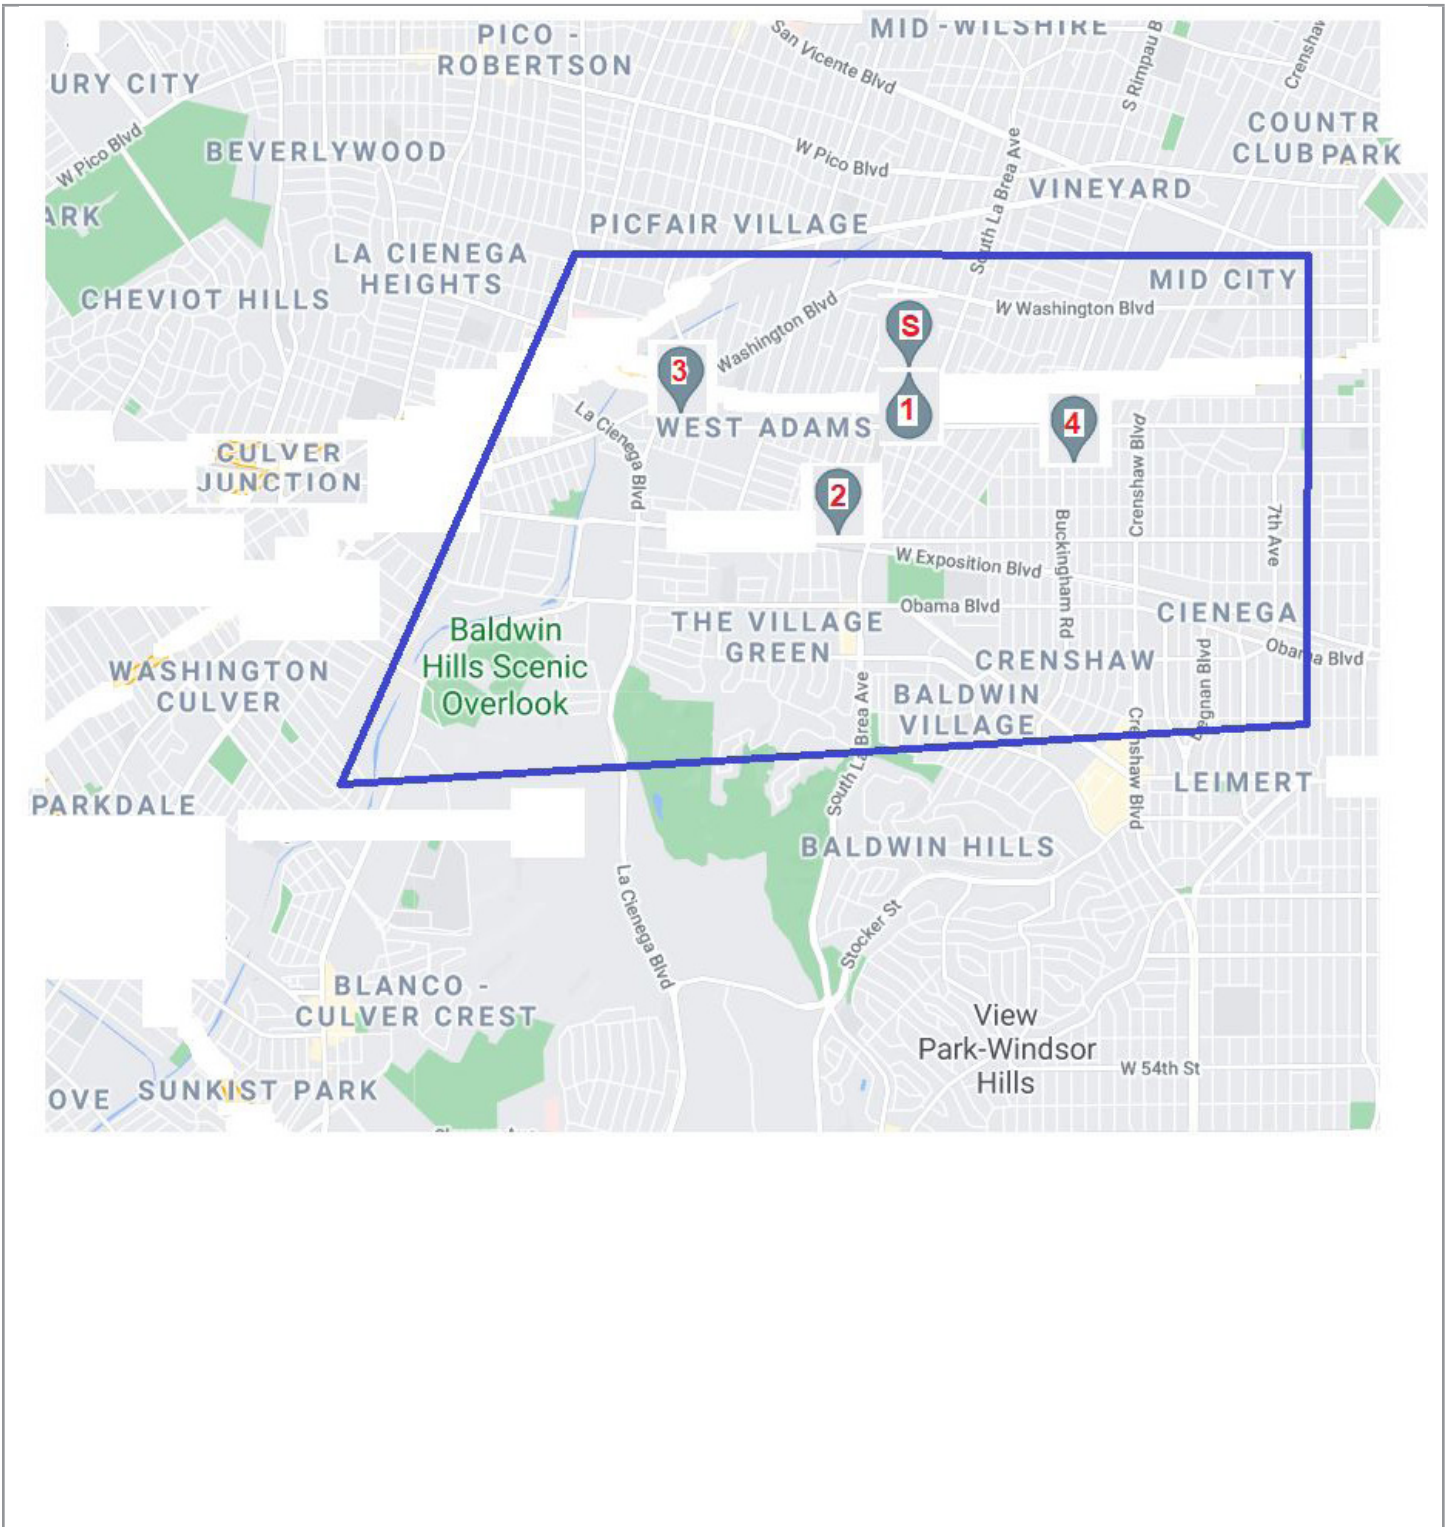 MID-WILSHIRE
PICO -
ROBERTSON
San Vicente Blvd
S Rimpau B
Crenshaw
URY CITY
W Pico Blvd
BEVERLYWOOD
W Pico Blvd
South La Brea Ave
COUNTR
CLUB PARK
VINEYARD
ARK
PICFAIR VILLAGE
LA CIENEGA
HEIGHTS
CHEVIOT HILLS
MID CITY
W Washington Blvd
Washington Blvd
S
3
1
4
La Cienega Blvd
WEST ADAMS
Crenshaw Blvd
CULVER
JUNCTION
2
Buckingham Rd
7th Ave
W Exposition Blvd
Obama Blvd
CIENEGA
Obama Blvd
Baldwin
Hills Scenic
Overlook
THE VILLAGE
GREEN
CRENSHAW
WASHINGTON
CULVER
BALDWIN
VILLAGE
South La Brea Ave
Crenshaw Blvd
LEIMERT
PARKDALE
BALDWIN HILLS
La Cienega Blvd
Stocker St
BLANCO -
CULVER CREST
View
Park-Windsor
Hills
W 54th St
OVE
SUNKIST PARK